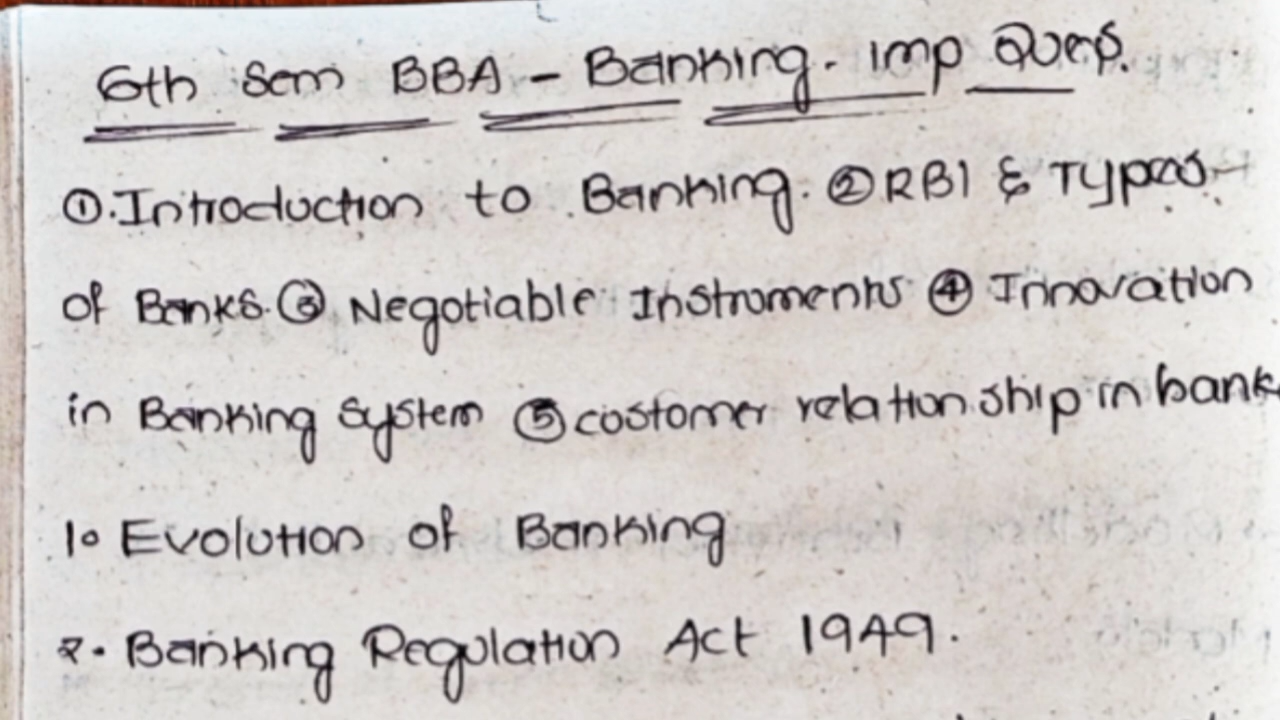 6th Sem BBA - Banking. imp Ques.
①. Introduction to Banking. ② RBI & Types
of Banks. ③ Negotiable Instruments ④ Innovation
in Banking System ⑤ customer relationship in bank
1. Evolution of Banking
2. Banking Regulation Act 1949.